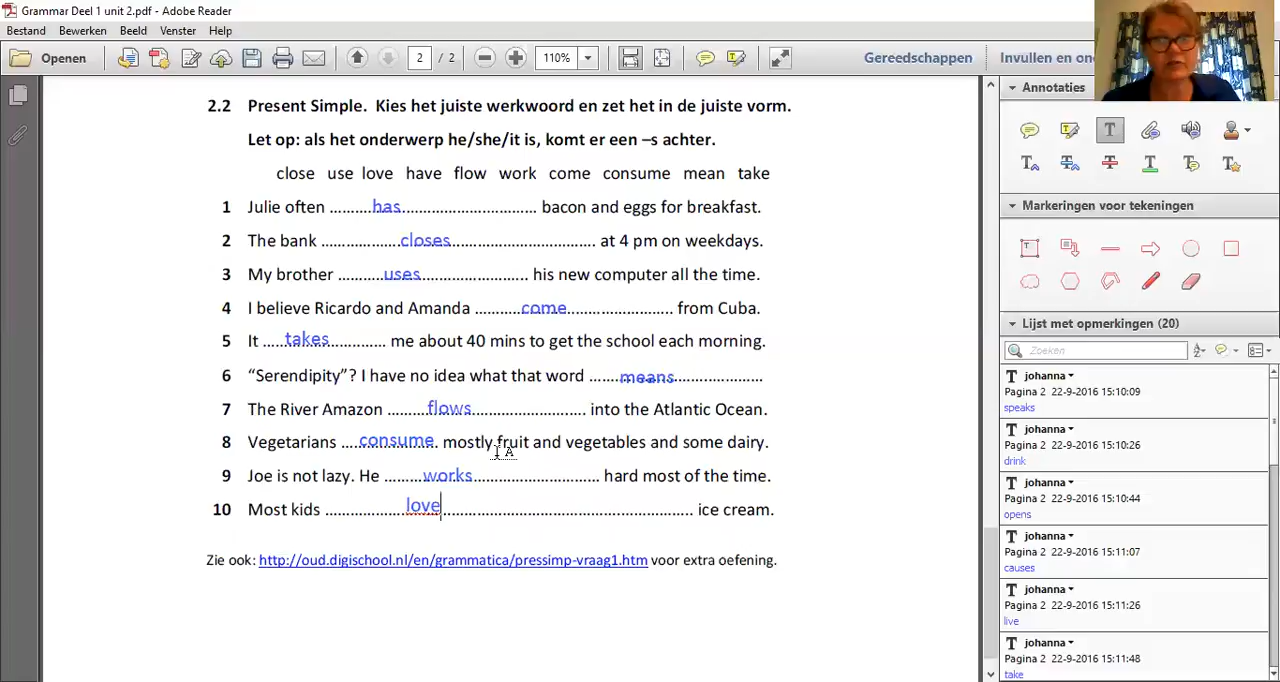 Grammar Deel 1 unit 2.pdf - Adobe Reader
Bestand Bewerken Beeld Venster Help
Openen 2 / 2 110% Gereedschappen Invullen en on
2.2 Present Simple. Kies het juiste werkwoord en zet het in de juiste vorm.
Let op: als het onderwerp he/she/it is, komt er een –s achter.
close use love have flow work come consume mean take
1 Julie often .........has................................ bacon and eggs for breakfast.
2 The bank ...................closes.................................. at 4 pm on weekdays.
3 My brother ...........uses.......................... his new computer all the time.
4 I believe Ricardo and Amanda ...........come......................... from Cuba.
5 It .....takes............. me about 40 mins to get the school each morning.
6 “Serendipity”? I have no idea what that word .......means......................
7 The River Amazon ..........flows............................ into the Atlantic Ocean.
8 Vegetarians ....consume. mostly fruit and vegetables and some dairy.
9 Joe is not lazy. He .........works.............................. hard most of the time.
10 Most kids ....................love............................................................ ice cream.
Zie ook: http://oud.digischool.nl/en/grammatica/pressimp-vraag1.htm voor extra oefening.
Annotaties
Markeringen voor tekeningen
Lijst met opmerkingen (20)
Zoeken
johanna
Pagina 2 22-9-2016 15:10:09
speaks
johanna
Pagina 2 22-9-2016 15:10:26
drink
johanna
Pagina 2 22-9-2016 15:10:44
opens
johanna
Pagina 2 22-9-2016 15:11:07
causes
johanna
Pagina 2 22-9-2016 15:11:26
live
johanna
Pagina 2 22-9-2016 15:11:48
take